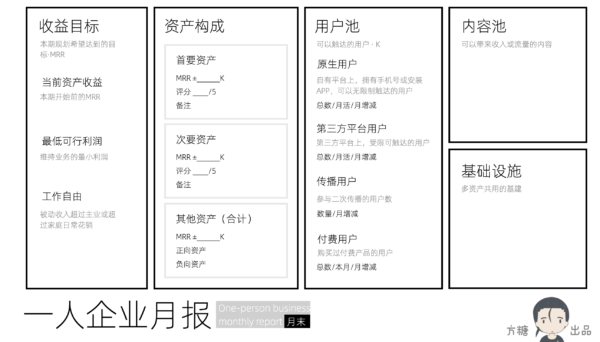 收益目标
本期规划希望达到的目
标·MRR
当前资产收益
本期开始前的MRR
最低可行利润
维持业务的最小利润
工作自由
被动收入超过主业或超
过家庭日常花销
资产构成
首要资产
MRR±______K
评分 ____/5
备注
次要资产
MRR±______K
评分 ____/5
备注
其他资产（合计）
MRR±______K
正向资产
负向资产
用户池
可以触达的用户 · K
原生用户
自有平台上，拥有手机号或安装
APP，可以无限制触达的用户
总数/月活/月增减
第三方平台用户
第三方平台上，受限可触达的用户
总数/月活/月增减
传播用户
参与二次传播的用户数
数量/月增减
付费用户
购买过付费产品的用户
总数/本月/月增减
内容池
可以带来收入或流量的内容
基础设施
多资产共用的基建
一人企业月报
One-person business
monthly report 月末
方糖 出品